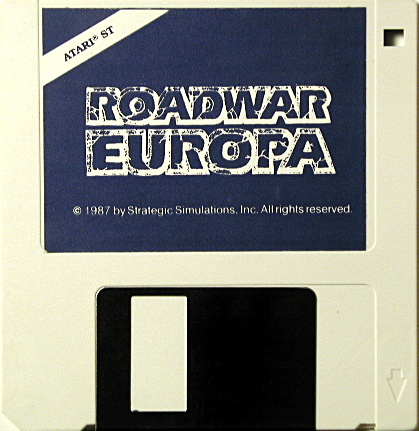 ATARI® ST
ROADWAR
EUROPA
© 1987 by Strategic Simulations, Inc. All rights reserved.